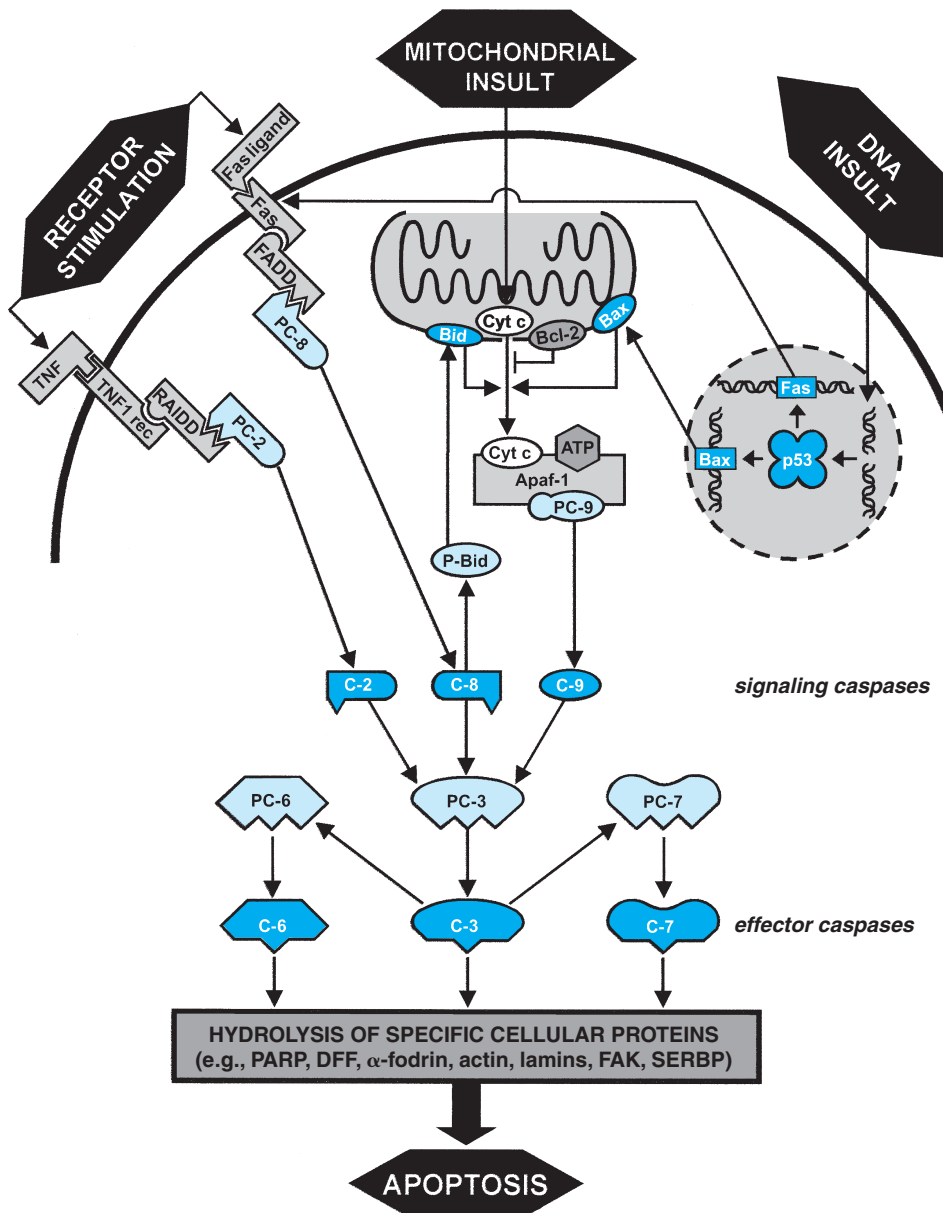 MITOCHONDRIAL
INSULT
RECEPTOR
STIMULATION
DNA
INSULT
Fas ligand
Fas
FADD
PC-8
TNF
TNF1 rec
RAIDD
PC-2
Cyt c
Bid
Bcl-2
Bax
Fas
Bax
p53
Cyt c
ATP
Apaf-1
PC-9
P-Bid
C-2
C-8
C-9
signaling caspases
PC-6
PC-3
PC-7
C-6
C-3
C-7
effector caspases
HYDROLYSIS OF SPECIFIC CELLULAR PROTEINS
(e.g., PARP, DFF, α-fodrin, actin, lamins, FAK, SERBP)
APOPTOSIS